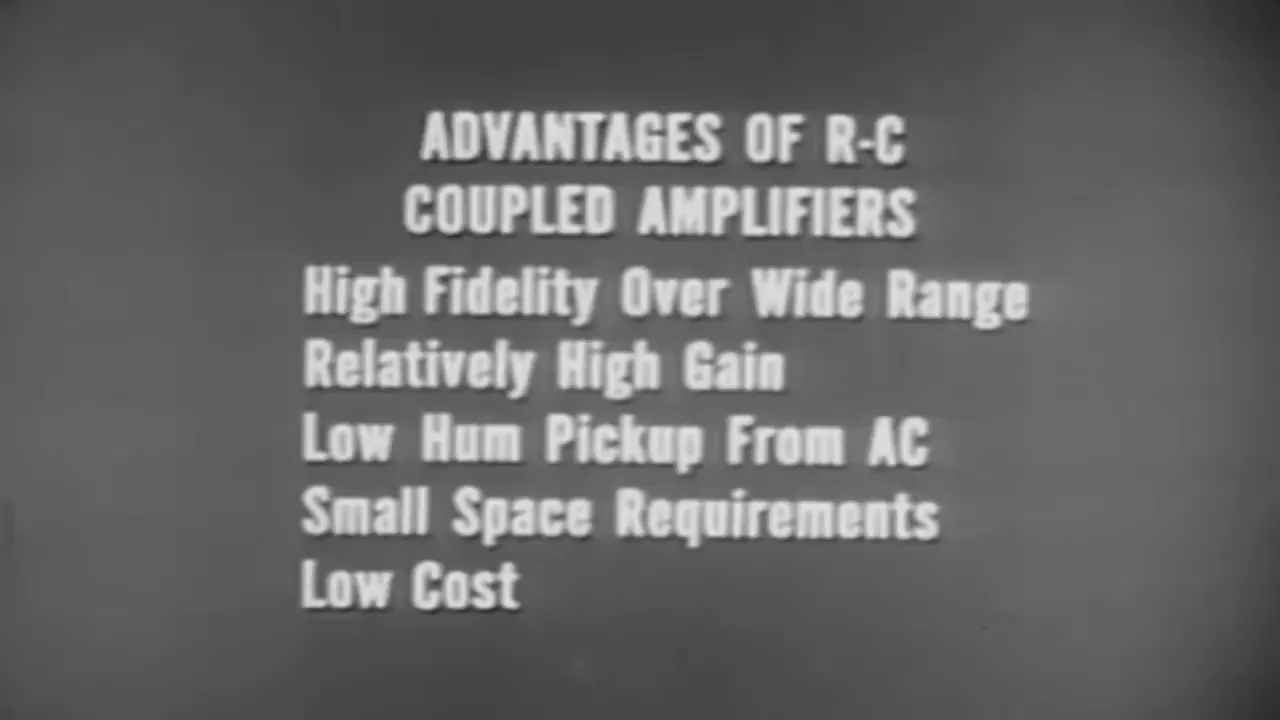 ADVANTAGES OF R-C
COUPLED AMPLIFIERS
High Fidelity Over Wide Range
Relatively High Gain
Low Hum Pickup From AC
Small Space Requirements
Low Cost